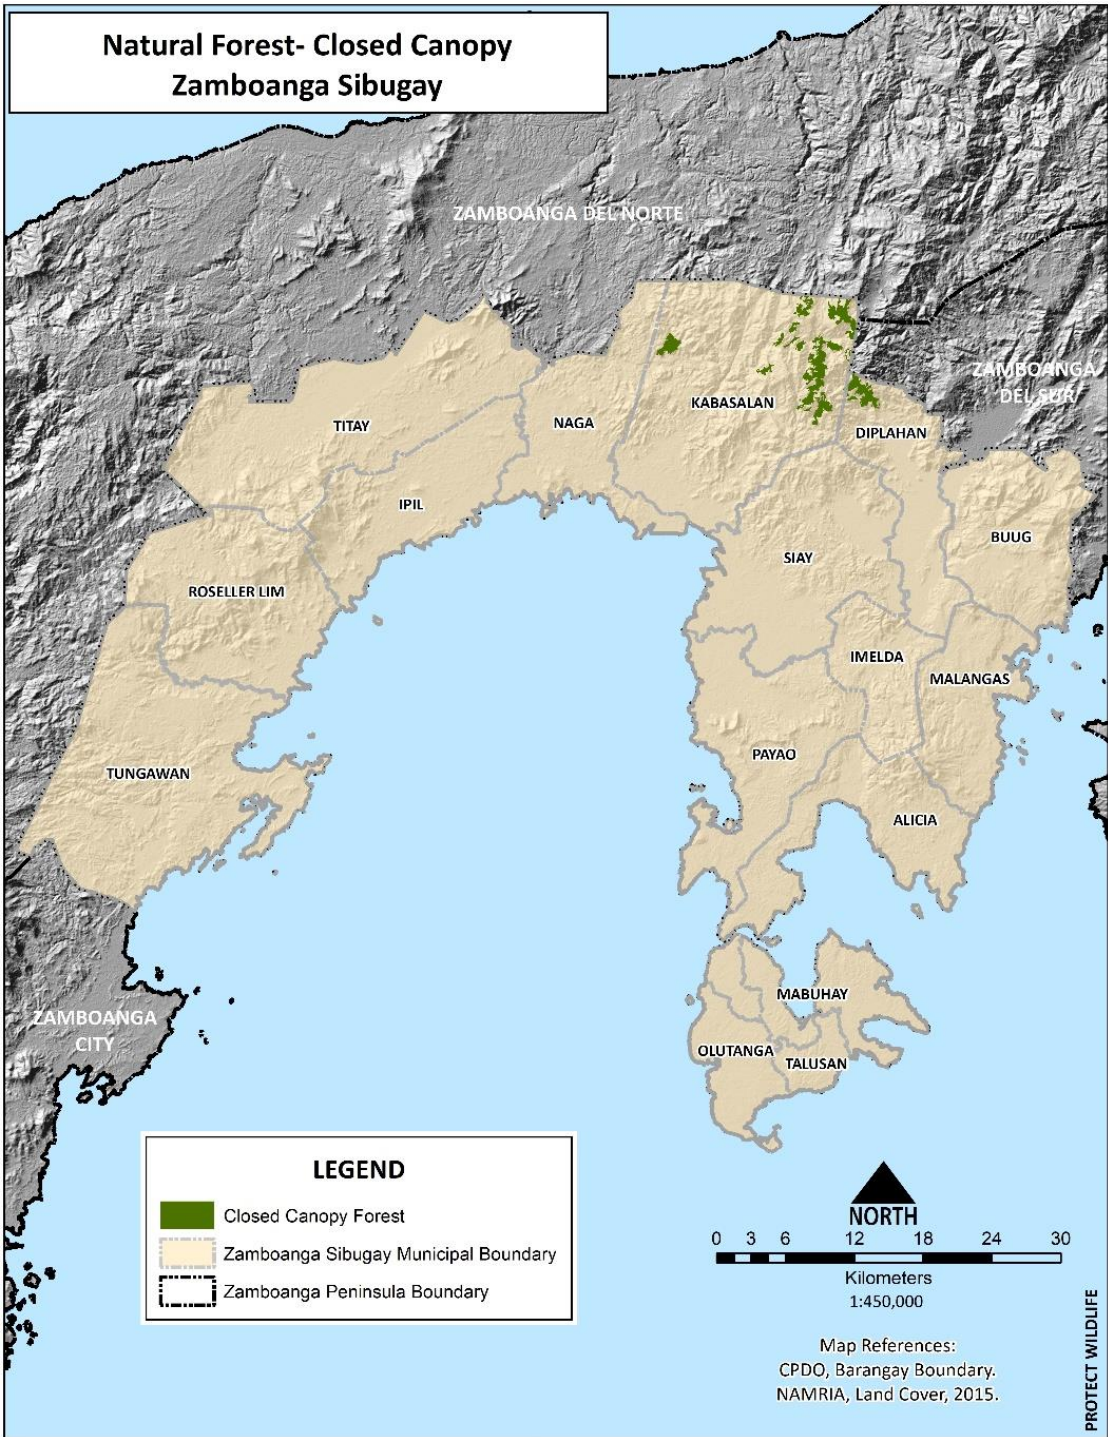 Natural Forest- Closed Canopy
Zamboanga Sibugay
ZAMBOANGA DEL NORTE
ZAMBOANGA
DEL SUR
KABASALAN
TITAY
NAGA
DIPLAHAN
IPIL
BUUG
SIAY
ROSELLER LIM
IMELDA
MALANGAS
PAYAO
TUNGAWAN
ALICIA
MABUHAY
ZAMBOANGA
CITY
OLUTANGA
TALUSAN
LEGEND
Closed Canopy Forest
Zamboanga Sibugay Municipal Boundary
Zamboanga Peninsula Boundary
NORTH
0 3 6 12 18 24 30
Kilometers
1:450,000
Map References:
CPDO, Barangay Boundary.
NAMRIA, Land Cover, 2015.
PROTECT WILDLIFE